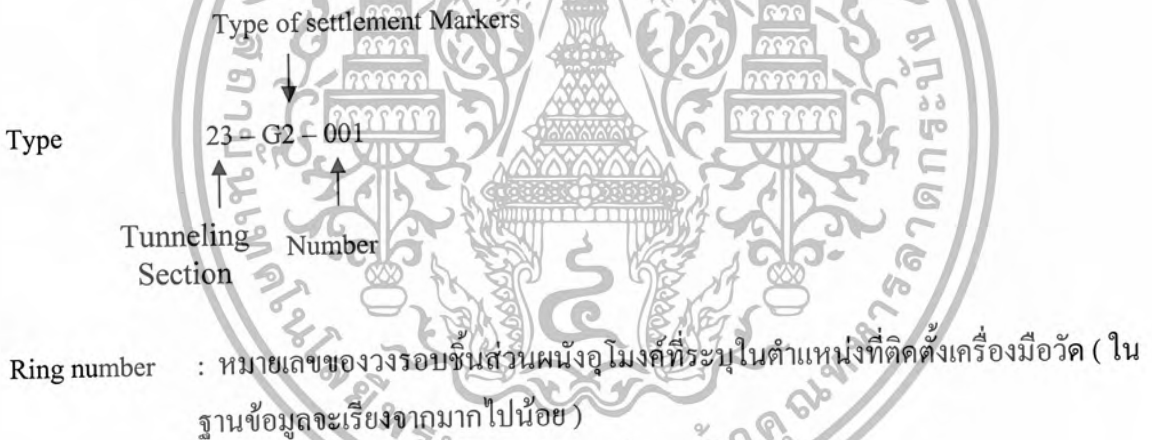 Type of settlement Markers
Type 23 – G2 – 001
Tunneling Number
Section
Ring number : หมายเลขของวงรอบชิ้นส่วนผนังอุโมงค์ที่ระบุในตำแหน่งที่ติดตั้งเครื่องมือวัด ( ใน
ฐานข้อมูลจะเรียงจากมากไปน้อย )